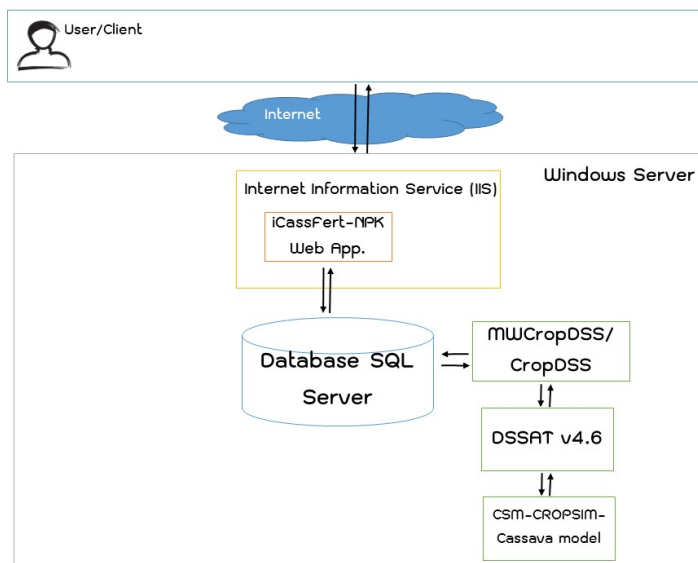 User/Client
Internet
Windows Server
Internet Information Service (IIS)
iCassFert-NPK
Web App.
Database SQL
Server
MWCropDSS/
CropDSS
DSSAT v4.6
CSM-CROPSIM-
Cassava model